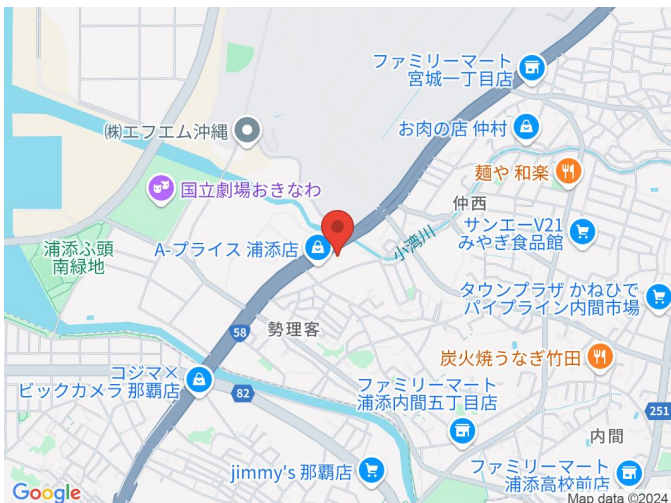 ファミリーマート
宮城一丁目店
(株)エフエム沖縄
お肉の店 仲村
麺や 和楽
国立劇場おきなわ
仲西
サンエーV21
みやぎ食品館
浦添ふ頭
南緑地
A-プライス 浦添店
小湾川
タウンプラザ かねひで
パイプライン内間市場
58
勢理客
炭火焼うなぎ竹田
コジマ×
ビックカメラ 那覇店
82
ファミリーマート
浦添内間五丁目店
251
内間
jimmy's 那覇店
ファミリーマート
浦添高校前店
Google
Map data ©2024